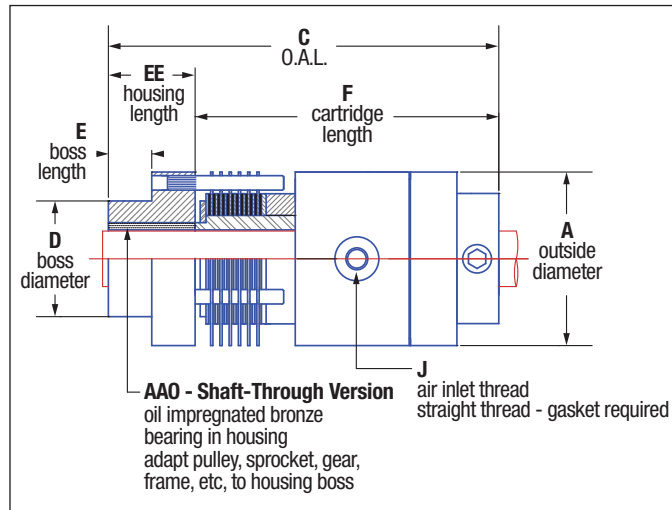 C
O.A.L.
EE
housing
length
F
cartridge
length
E
boss
length
D
boss
diameter
A
outside
diameter
J
air inlet thread
straight thread - gasket required
AAO - Shaft-Through Version
oil impregnated bronze
bearing in housing
adapt pulley, sprocket, gear,
frame, etc, to housing boss